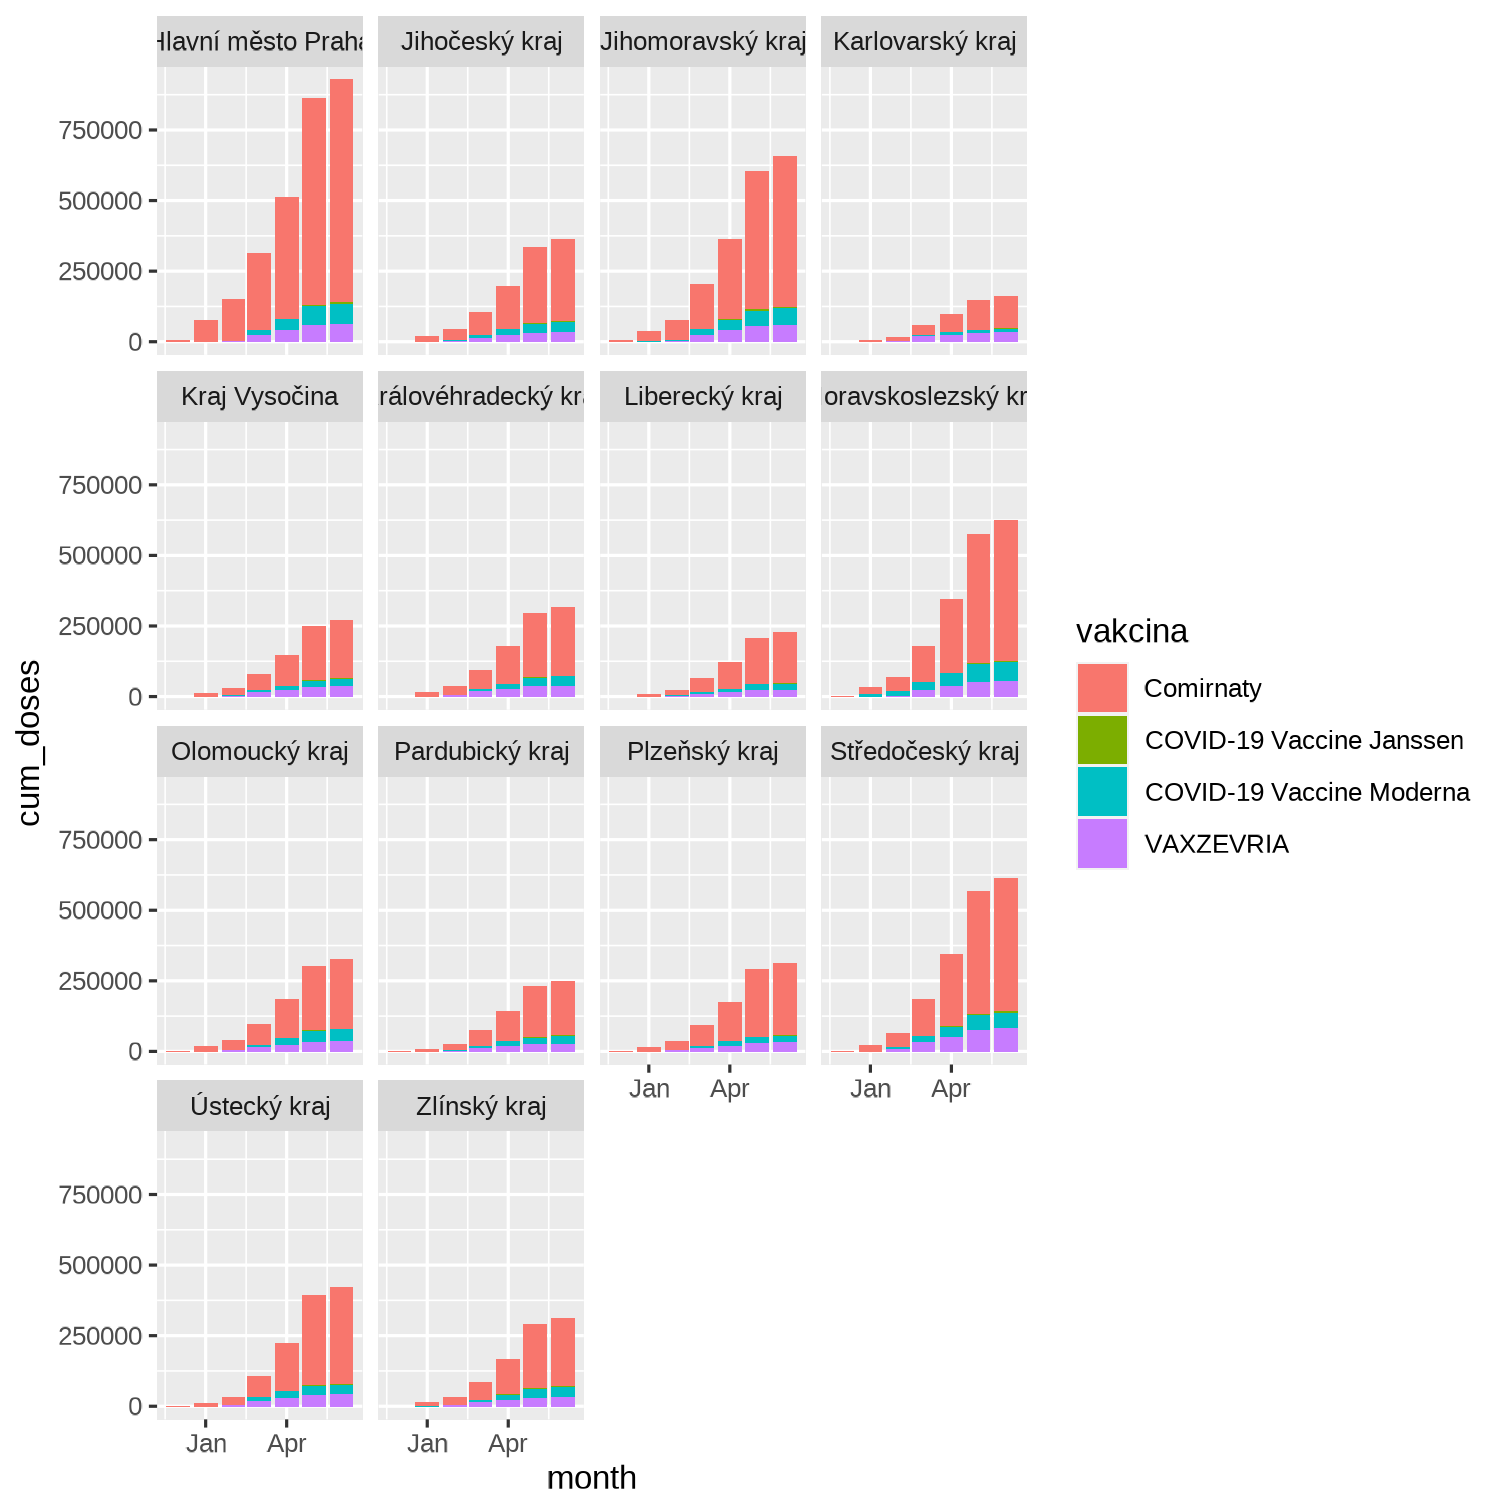 Hlavní město Praha
Jihočeský kraj
Jihomoravský kraj
Karlovarský kraj
750000
500000
250000
0
Kraj Vysočina
rálovéhradecký kra
Liberecký kraj
oravskoslezský kr
750000
500000
250000
0
Olomoucký kraj
Pardubický kraj
Plzeňský kraj
Středočeský kraj
750000
500000
250000
0
Jan
Apr
Jan
Apr
Ústecký kraj
Zlínský kraj
750000
500000
250000
0
Jan
Apr
Jan
Apr
month
cum_doses
vakcina
Comirnaty
COVID-19 Vaccine Janssen
COVID-19 Vaccine Moderna
VAXZEVRIA